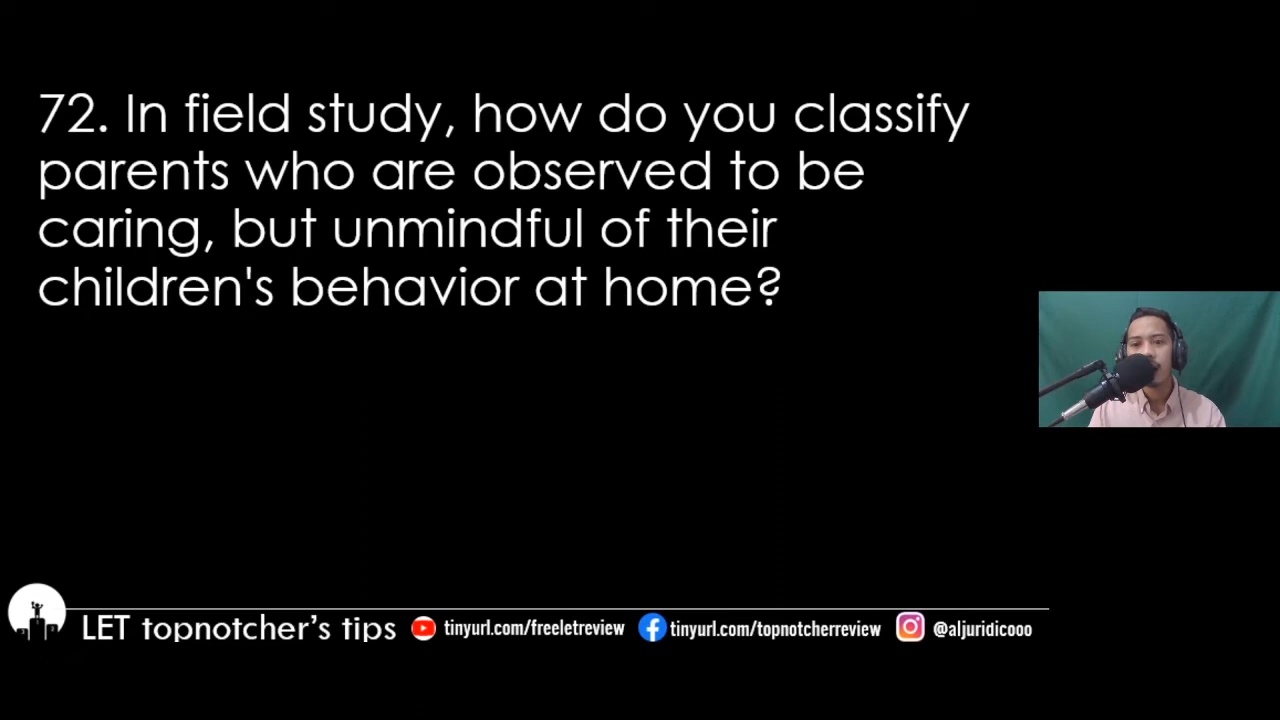 72. In field study, how do you classify
parents who are observed to be
caring, but unmindful of their
children's behavior at home?
LET topnotcher’s tips tinyurl.com/freeletreview tinyurl.com/topnotcherreview @aljuridicooo